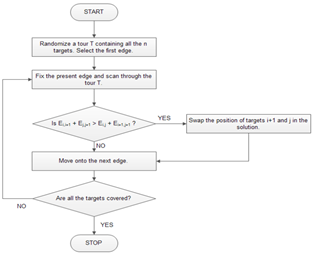 START
Randomize a tour T containing all the n
targets. Select the first edge.
Fix the present edge and scan through the
tour T.
Is Ei,i+1 + Ej,j+1 > Ei,j + Ei+1,j+1 ?
YES
Swap the position of targets i+1 and j in the
solution.
NO
Move onto the next edge.
Are all the targets covered?
NO
YES
STOP